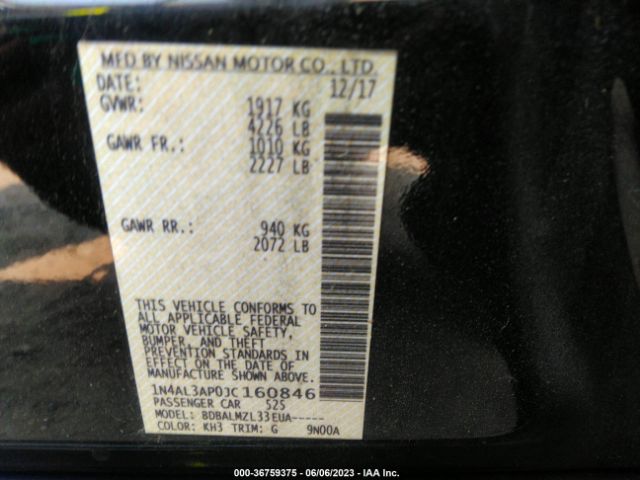 MFD BY NISSAN MOTOR CO., LTD.
DATE: 12/17
GVWR: 1917 KG
4226 LB
GAWR FR.: 1010 KG
2227 LB
GAWR RR.: 940 KG
2072 LB
THIS VEHICLE CONFORMS TO
ALL APPLICABLE FEDERAL
MOTOR VEHICLE SAFETY,
BUMPER, AND THEFT
PREVENTION STANDARDS IN
EFFECT ON THE DATE OF
MANUFACTURE SHOWN ABOVE.
1N4AL3AP0JC160846
PASSENGER CAR 525
MODEL: BDBALMZL33EUA-----
COLOR: KH3 TRIM: G 9N00A
000-36759375 | 06/06/2023 | IAA Inc.